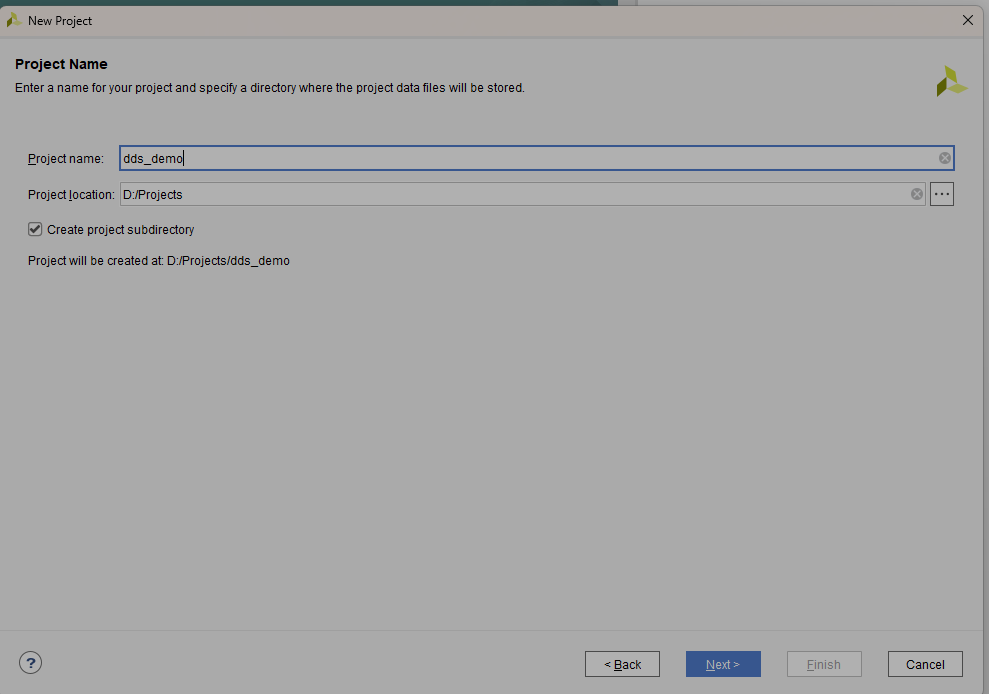 New Project
Project Name
Enter a name for your project and specify a directory where the project data files will be stored.
Project name: dds_demo
Project location: D:/Projects
Create project subdirectory
Project will be created at: D:/Projects/dds_demo
? < Back Next > Finish Cancel